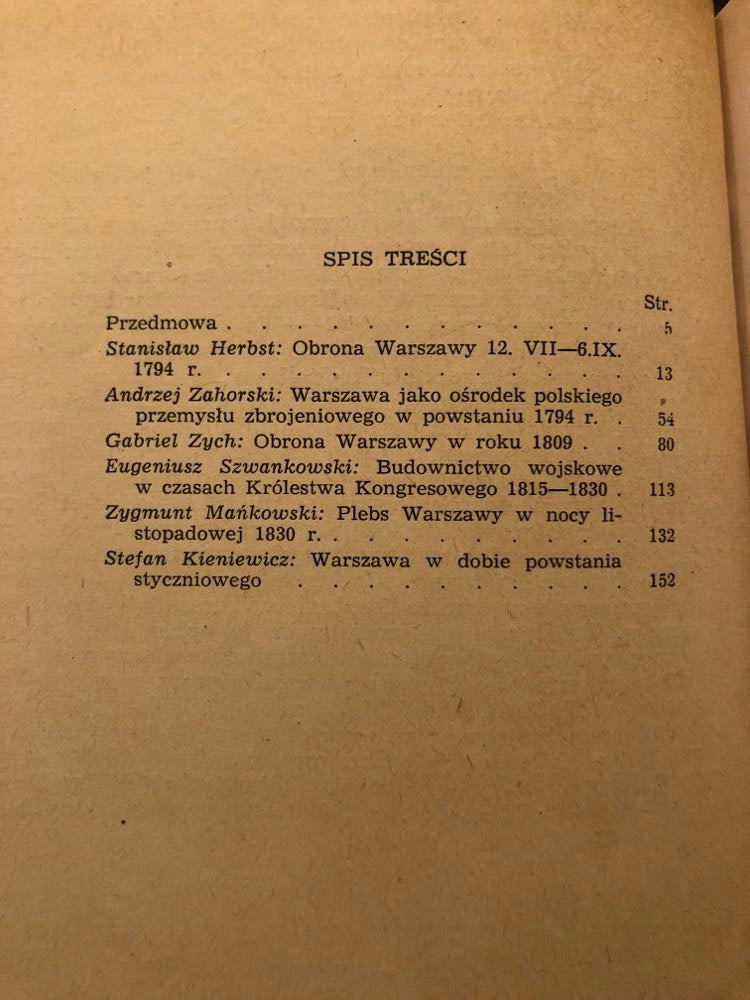 SPIS TREŚCI
Str.
Przedmowa . . . . . . . . . . . . 5
Stanisław Herbst: Obrona Warszawy 12. VII—6.IX.
1794 r. . . . . . . . . . . . . 13
Andrzej Zahorski: Warszawa jako ośrodek polskiego
przemysłu zbrojeniowego w powstaniu 1794 r. . 54
Gabriel Zych: Obrona Warszawy w roku 1809 . . 80
Eugeniusz Szwankowski: Budownictwo wojskowe
w czasach Królestwa Kongresowego 1815—1830 . 113
Zygmunt Mańkowski: Plebs Warszawy w nocy li-
stopadowej 1830 r. . . . . . . . . . 132
Stefan Kieniewicz: Warszawa w dobie powstania
styczniowego . . . . . . . . . . 152